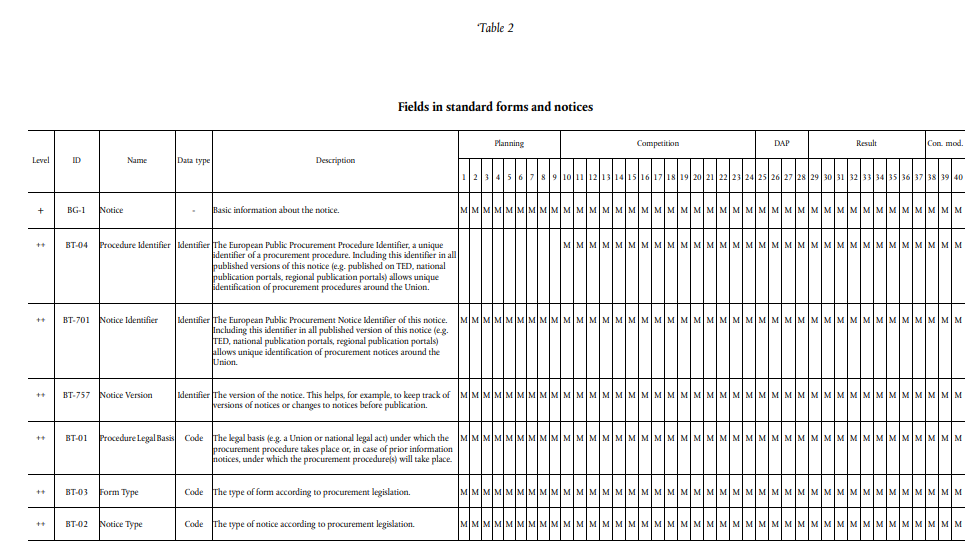 ‘Table 2
Fields in standard forms and notices
Level ID Name Data type Description Planning Competition DAP Result Con. mod.
1 2 3 4 5 6 7 8 9 10 11 12 13 14 15 16 17 18 19 20 21 22 23 24 25 26 27 28 29 30 31 32 33 34 35 36 37 38 39 40
+ BG-1 Notice - Basic information about the notice. M M M M M M M M M M M M M M M M M M M M M M M M M M M M M M M M M M M M M M M M
++ BT-04 Procedure Identifier Identifier The European Public Procurement Procedure Identifier, a unique M M M M M M M M M M M M M M M M M M M M M M M M M M M M M M M
identifier of a procurement procedure. Including this identifier in all
published versions of this notice (e.g. published on TED, national
publication portals, regional publication portals) allows unique
identification of procurement procedures around the Union.
++ BT-701 Notice Identifier Identifier The European Public Procurement Notice Identifier of this notice. M M M M M M M M M M M M M M M M M M M M M M M M M M M M M M M M M M M M M M M M
Including this identifier in all published version of this notice (e.g.
TED, national publication portals, regional publication portals)
allows unique identification of procurement notices around the
Union.
++ BT-757 Notice Version Identifier The version of the notice. This helps, for example, to keep track of M M M M M M M M M M M M M M M M M M M M M M M M M M M M M M M M M M M M M M M M
versions of notices or changes to notices before publication.
++ BT-01 Procedure Legal Basis Code The legal basis (e.g. a Union or national legal act) under which the M M M M M M M M M M M M M M M M M M M M M M M M M M M M M M M M M M M M M M M M
procurement procedure takes place or, in case of prior information
notices, under which the procurement procedure(s) will take place.
++ BT-03 Form Type Code The type of form according to procurement legislation. M M M M M M M M M M M M M M M M M M M M M M M M M M M M M M M M M M M M M M M M
++ BT-02 Notice Type Code The type of notice according to procurement legislation. M M M M M M M M M M M M M M M M M M M M M M M M M M M M M M M M M M M M M M M M